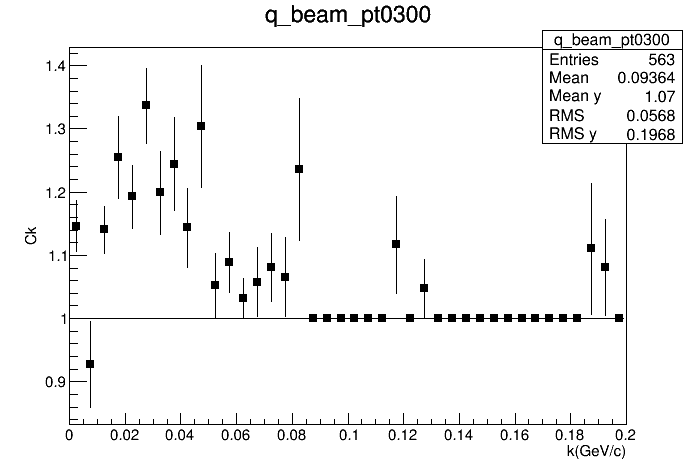 q_beam_pt0300
q_beam_pt0300
Entries 563
Mean 0.09364
Mean y 1.07
RMS 0.0568
RMS y 0.1968
Ck
1.4
1.3
1.2
1.1
1
0.9
0 0.02 0.04 0.06 0.08 0.1 0.12 0.14 0.16 0.18 0.2
k(GeV/c)